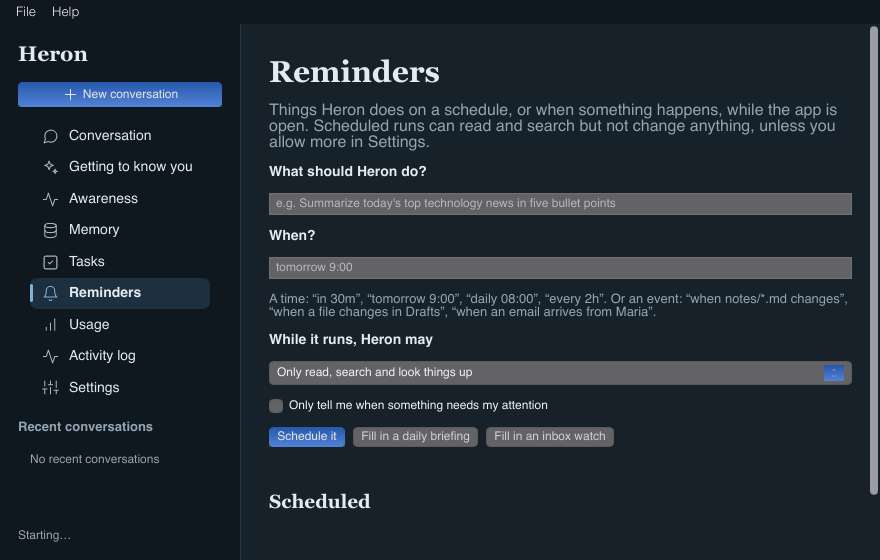 File Help
Heron
New conversation
Conversation
Getting to know you
Awareness
Memory
Tasks
Reminders
Usage
Activity log
Settings
Recent conversations
No recent conversations
Starting…
Reminders
Things Heron does on a schedule, or when something happens, while the app is
open. Scheduled runs can read and search but not change anything, unless you
allow more in Settings.
What should Heron do?
e.g. Summarize today's top technology news in five bullet points
When?
tomorrow 9:00
A time: “in 30m”, “tomorrow 9:00”, “daily 08:00”, “every 2h”. Or an event: “when notes/*.md changes”,
“when a file changes in Drafts”, “when an email arrives from Maria”.
While it runs, Heron may
Only read, search and look things up
Only tell me when something needs my attention
Schedule it Fill in a daily briefing Fill in an inbox watch
Scheduled